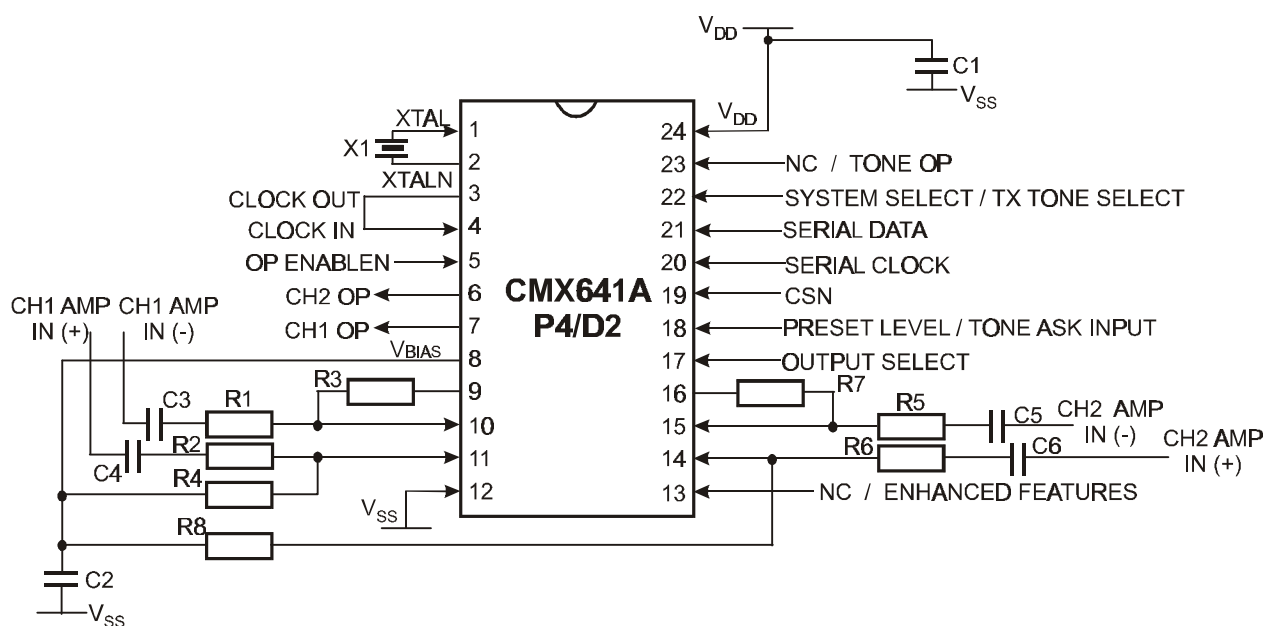 VDD
C1
VSS
VDD
XTAL
1
24
X1
2
23
NC / TONE OP
XTALN
CLOCK OUT
3
22
SYSTEM SELECT / TX TONE SELECT
CLOCK IN
4
21
SERIAL DATA
OP ENABLEN
5
20
SERIAL CLOCK
CMX641A
P4/D2
CH2 OP
6
19
CSN
CH1 AMP
IN (+)
CH1 AMP
IN (-)
CH1 OP
7
18
PRESET LEVEL / TONE ASK INPUT
VBIAS
8
17
OUTPUT SELECT
R3
9
16
R7
C3
R1
10
15
R5
C5
CH2 AMP
IN (-)
C4
R2
11
14
R6
C6
CH2 AMP
IN (+)
R4
12
13
NC / ENHANCED FEATURES
VSS
R8
C2
VSS